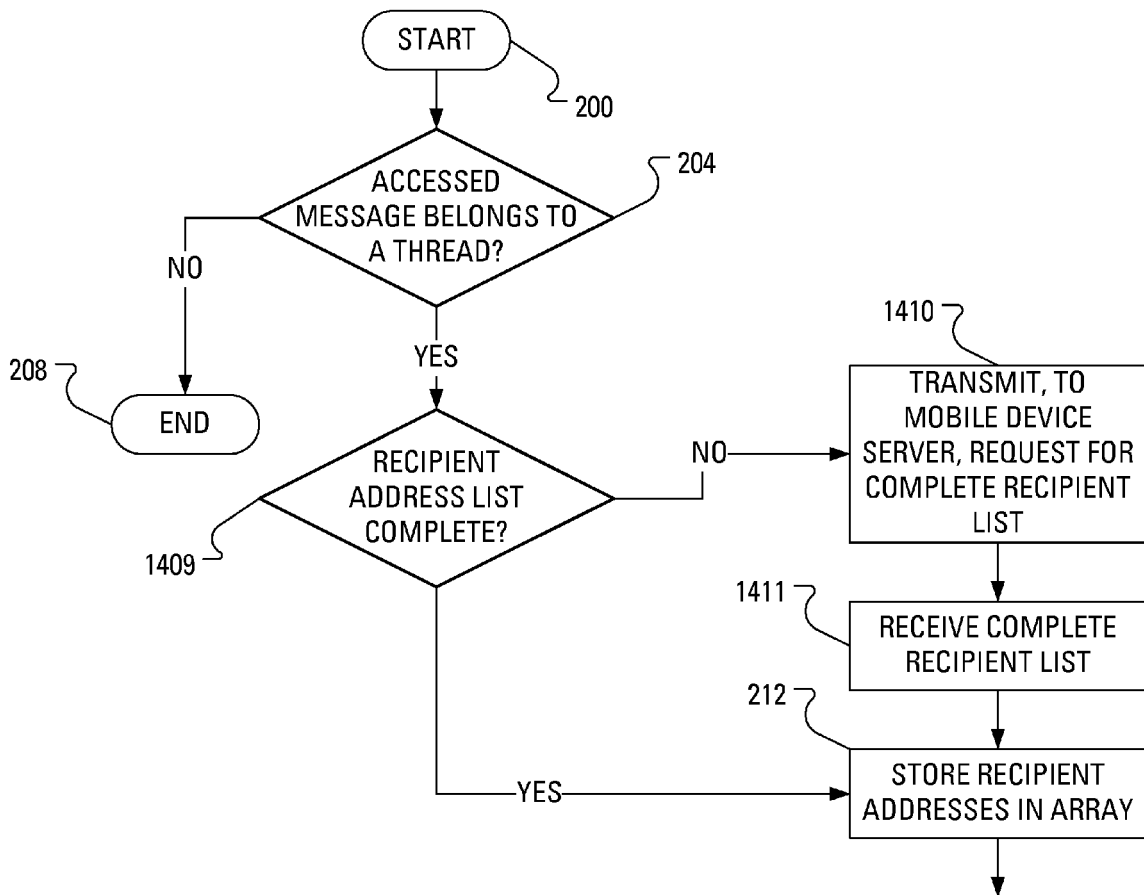 START
200
ACCESSED
MESSAGE BELONGS TO
A THREAD?
204
NO
YES
208
END
RECIPIENT
ADDRESS LIST
COMPLETE?
1409
NO
1410
TRANSMIT, TO
MOBILE DEVICE
SERVER, REQUEST FOR
COMPLETE RECIPIENT
LIST
1411
RECEIVE COMPLETE
RECIPIENT LIST
212
YES
STORE RECIPIENT
ADDRESSES IN ARRAY